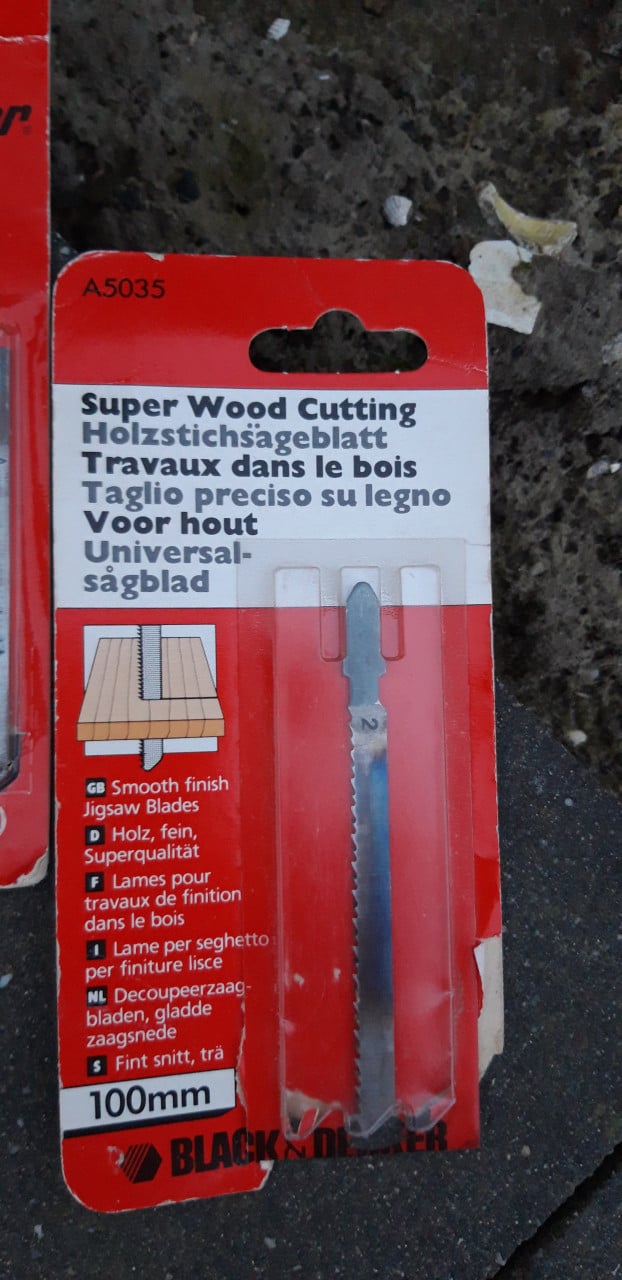 r
A5035
Super Wood Cutting
Holzstichsägeblatt
Travaux dans le bois
Taglio preciso su legno
Voor hout
Universal-
sågblad
2
GB Smooth finish
Jigsaw Blades
D Holz, fein,
Superqualität
F Lames pour
travaux de finition
dans le bois
I Lame per seghetto
per finiture lisce
NL Decoupeerzaag-
bladen, gladde
zaagsnede
S Fint snitt, trä
100mm
BLACK & DECKER